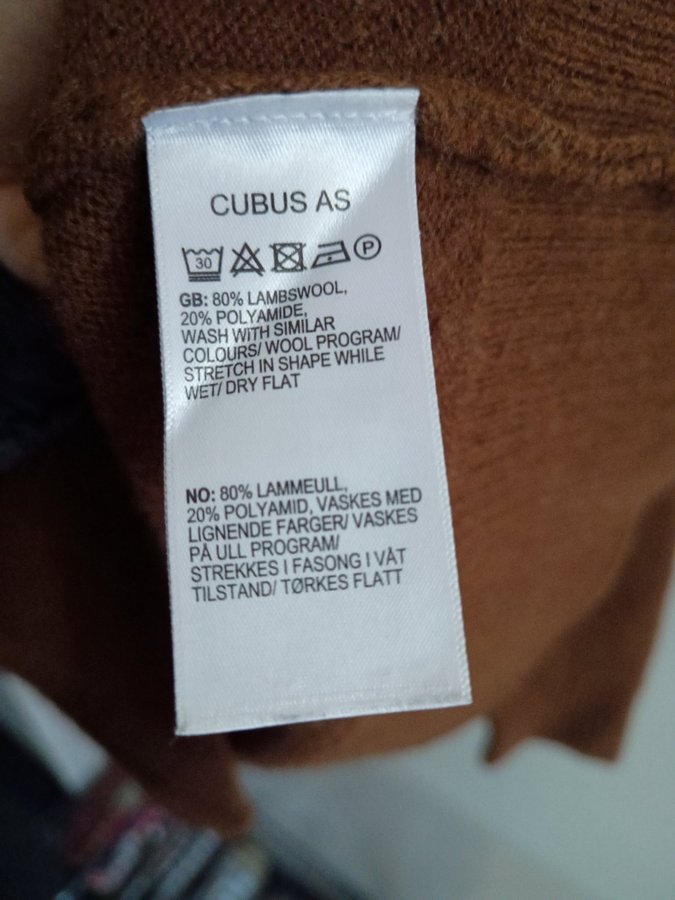 CUBUS AS
30 P
GB: 80% LAMBSWOOL,
20% POLYAMIDE,
WASH WITH SIMILAR
COLOURS/ WOOL PROGRAM/
STRETCH IN SHAPE WHILE
WET/ DRY FLAT
NO: 80% LAMMEULL,
20% POLYAMID, VASKES MED
LIGNENDE FARGER/ VASKES
PÅ ULL PROGRAM/
STREKKES I FASONG I VÅT
TILSTAND/ TØRKES FLATT